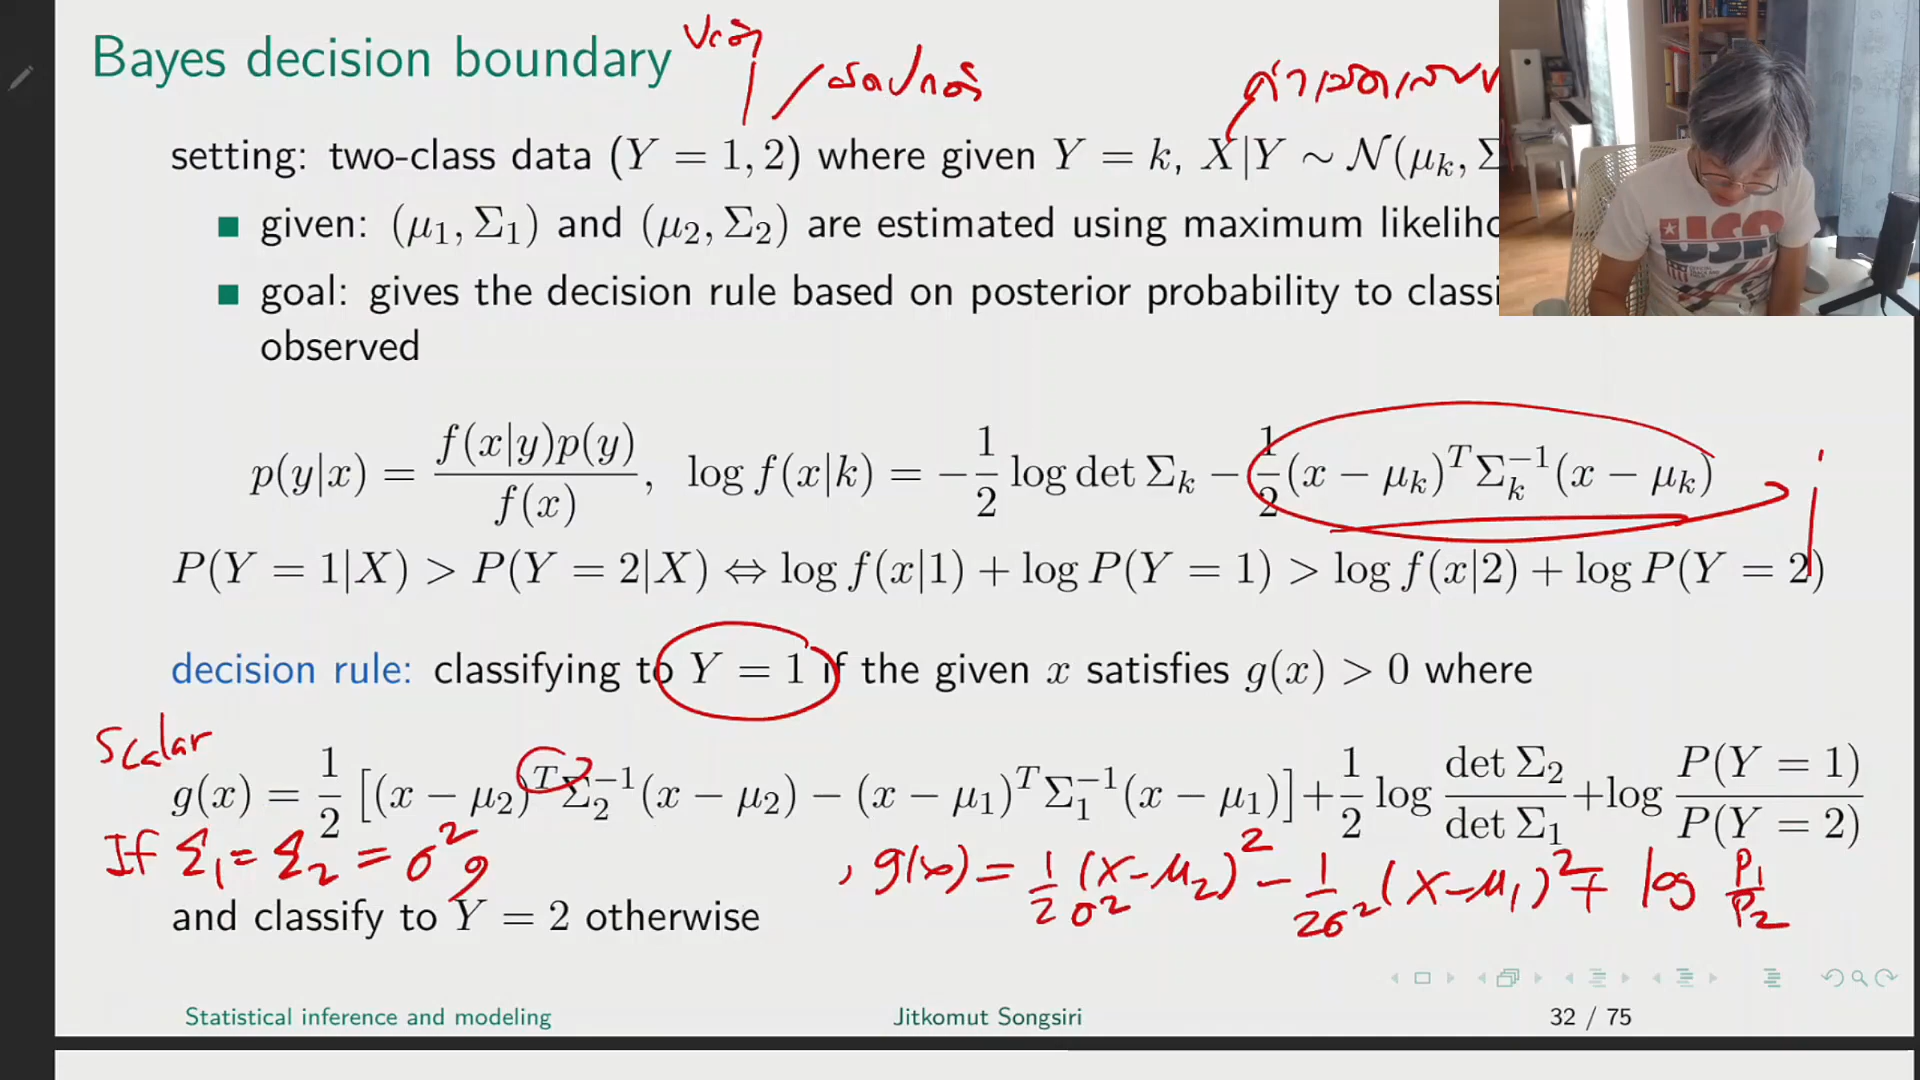 Bayes decision boundary
setting: two-class data (Y = 1, 2) where given Y = k, X|Y ∼ N(μ_k, Σ
■ given: (μ_1, Σ_1) and (μ_2, Σ_2) are estimated using maximum likeliho
■ goal: gives the decision rule based on posterior probability to classi
observed
p(y|x) = f(x|y)p(y) / f(x), log f(x|k) = −1/2 log det Σ_k − 1/2 (x − μ_k)^T Σ_k^{−1}(x − μ_k)
P(Y = 1|X) > P(Y = 2|X) ⇔ log f(x|1) + log P(Y = 1) > log f(x|2) + log P(Y = 2)
decision rule: classifying to Y = 1 if the given x satisfies g(x) > 0 where
Scalar
g(x) = 1/2 [(x − μ_2)^T Σ_2^{−1}(x − μ_2) − (x − μ_1)^T Σ_1^{−1}(x − μ_1)] + 1/2 log det Σ_2 / det Σ_1 + log P(Y = 1) / P(Y = 2)
If Σ_1 = Σ_2 = σ^2, g(x) = 1/2σ^2 (x−μ_2)^2 − 1/2σ^2 (x−μ_1)^2 + log P_1/P_2
and classify to Y = 2 otherwise
Statistical inference and modeling
Jitkomut Songsiri
32 / 75